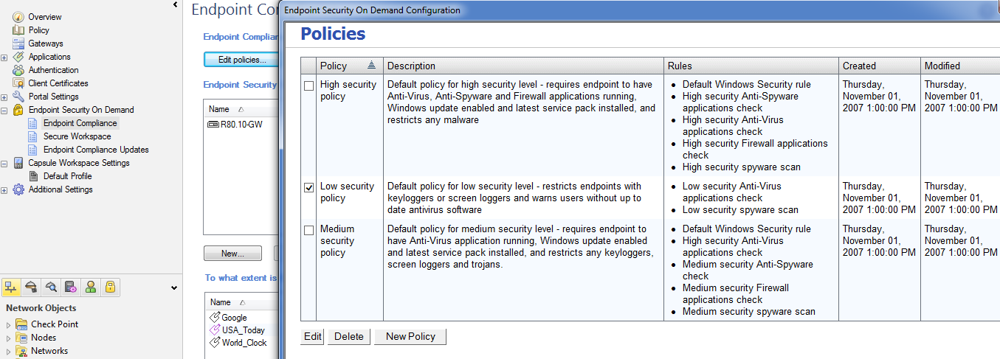 Overview
Policy
Gateways
Applications
Authentication
Client Certificates
Portal Settings
Endpoint Security On Demand
Endpoint Compliance
Secure Workspace
Endpoint Compliance Updates
Capsule Workspace Settings
Default Profile
Additional Settings
Network Objects
Check Point
Nodes
Networks
Endpoint Cor
Endpoint Complian
Edit policies...
Endpoint Security
Name
R80.10-GW
New...
To what extent is
Name
Google
USA_Today
World_Clock
Endpoint Security On Demand Configuration
Policies
Policy
Description
Rules
Created
Modified
High security
policy
Default policy for high security level - requires endpoint to have
Anti-Virus, Anti-Spyware and Firewall applications running,
Windows update enabled and latest service pack installed, and
restricts any malware
• Default Windows Security rule
• High security Anti-Spyware
applications check
• High security Anti-Virus
applications check
• High security Firewall applications
check
• High security spyware scan
Thursday,
November 01,
2007 1:00:00 PM
Thursday,
November 01,
2007 1:00:00 PM
Low security
policy
Default policy for low security level - restricts endpoints with
keyloggers or screen loggers and warns users without up to
date antivirus software
• Low security Anti-Virus
applications check
• Low security spyware scan
Thursday,
November 01,
2007 1:00:00 PM
Thursday,
November 01,
2007 1:00:00 PM
Medium
security
policy
Default policy for medium security level - requires endpoint to
have Anti-Virus application running, Windows update enabled
and latest service pack installed, and restricts any keyloggers,
screen loggers and trojans.
• Default Windows Security rule
• High security Anti-Virus
applications check
• Medium security Anti-Spyware
check
• Medium security Firewall
applications check
• Medium security spyware scan
Thursday,
November 01,
2007 1:00:00 PM
Thursday,
November 01,
2007 1:00:00 PM
Edit
Delete
New Policy